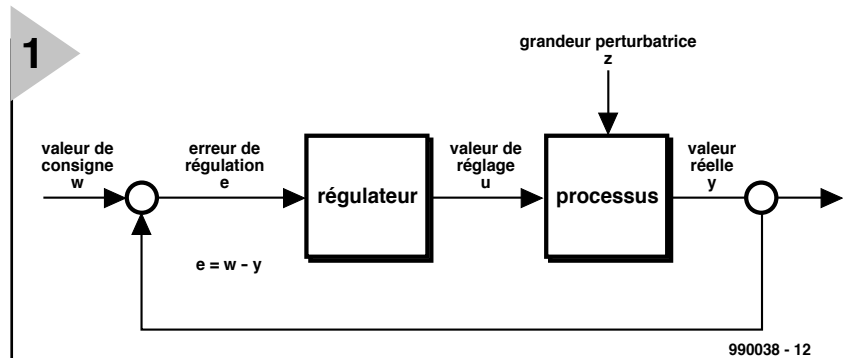 1
grandeur perturbatrice
z
valeur de
consigne
w
erreur de
régulation
e
valeur de
réglage
u
valeur
réelle
y
régulateur
processus
e = w - y
990038 - 12